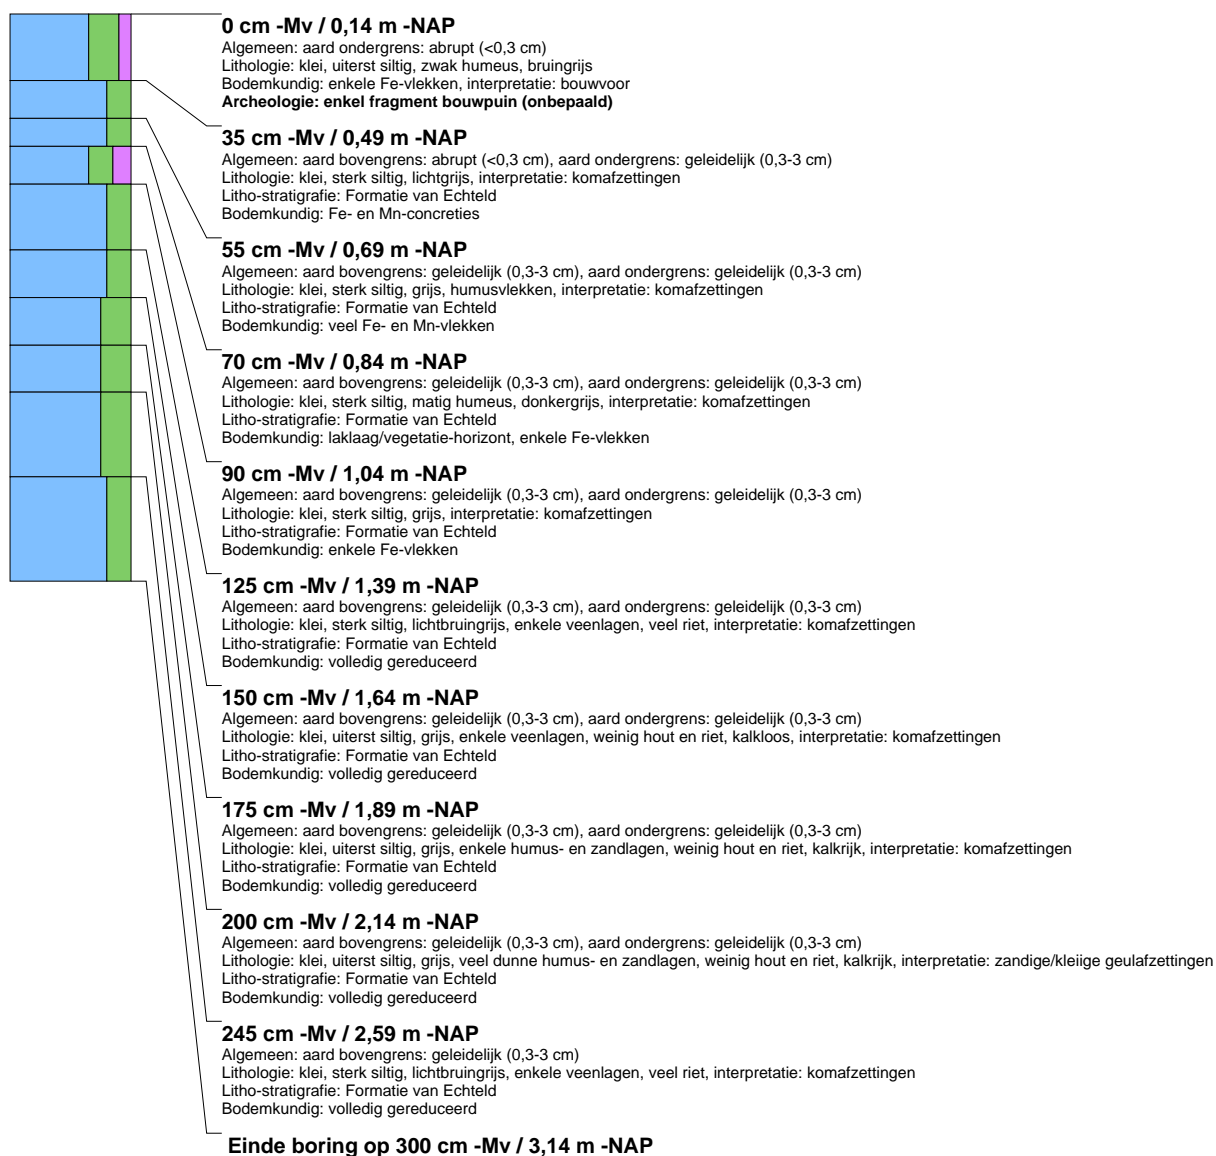 0 cm -Mv / 0,14 m -NAP
Algemeen: aard ondergrens: abrupt (<0,3 cm)
Lithologie: klei, uiterst siltig, zwak humeus, bruingrijs
Bodemkundig: enkele Fe-vlekken, interpretatie: bouwvoor
Archeologie: enkel fragment bouwpuin (onbepaald)
35 cm -Mv / 0,49 m -NAP
Algemeen: aard bovengrens: abrupt (<0,3 cm), aard ondergrens: geleidelijk (0,3-3 cm)
Lithologie: klei, sterk siltig, lichtgrijs, interpretatie: komafzettingen
Litho-stratigrafie: Formatie van Echteld
Bodemkundig: Fe- en Mn-concreties
55 cm -Mv / 0,69 m -NAP
Algemeen: aard bovengrens: geleidelijk (0,3-3 cm), aard ondergrens: geleidelijk (0,3-3 cm)
Lithologie: klei, sterk siltig, grijs, humusvlekken, interpretatie: komafzettingen
Litho-stratigrafie: Formatie van Echteld
Bodemkundig: veel Fe- en Mn-vlekken
70 cm -Mv / 0,84 m -NAP
Algemeen: aard bovengrens: geleidelijk (0,3-3 cm), aard ondergrens: geleidelijk (0,3-3 cm)
Lithologie: klei, sterk siltig, matig humeus, donkergrijs, interpretatie: komafzettingen
Litho-stratigrafie: Formatie van Echteld
Bodemkundig: laklaag/vegetatie-horizont, enkele Fe-vlekken
90 cm -Mv / 1,04 m -NAP
Algemeen: aard bovengrens: geleidelijk (0,3-3 cm), aard ondergrens: geleidelijk (0,3-3 cm)
Lithologie: klei, sterk siltig, grijs, interpretatie: komafzettingen
Litho-stratigrafie: Formatie van Echteld
Bodemkundig: enkele Fe-vlekken
125 cm -Mv / 1,39 m -NAP
Algemeen: aard bovengrens: geleidelijk (0,3-3 cm), aard ondergrens: geleidelijk (0,3-3 cm)
Lithologie: klei, sterk siltig, lichtbruingrijs, enkele veenlagen, veel riet, interpretatie: komafzettingen
Litho-stratigrafie: Formatie van Echteld
Bodemkundig: volledig gereduceerd
150 cm -Mv / 1,64 m -NAP
Algemeen: aard bovengrens: geleidelijk (0,3-3 cm), aard ondergrens: geleidelijk (0,3-3 cm)
Lithologie: klei, uiterst siltig, grijs, enkele veenlagen, weinig hout en riet, kalkloos, interpretatie: komafzettingen
Litho-stratigrafie: Formatie van Echteld
Bodemkundig: volledig gereduceerd
175 cm -Mv / 1,89 m -NAP
Algemeen: aard bovengrens: geleidelijk (0,3-3 cm), aard ondergrens: geleidelijk (0,3-3 cm)
Lithologie: klei, uiterst siltig, grijs, enkele humus- en zandlagen, weinig hout en riet, kalkrijk, interpretatie: komafzettingen
Litho-stratigrafie: Formatie van Echteld
Bodemkundig: volledig gereduceerd
200 cm -Mv / 2,14 m -NAP
Algemeen: aard bovengrens: geleidelijk (0,3-3 cm), aard ondergrens: geleidelijk (0,3-3 cm)
Lithologie: klei, uiterst siltig, grijs, veel dunne humus- en zandlagen, weinig hout en riet, kalkrijk, interpretatie: zandige/kleiige geulafzettingen
Litho-stratigrafie: Formatie van Echteld
Bodemkundig: volledig gereduceerd
245 cm -Mv / 2,59 m -NAP
Algemeen: aard bovengrens: geleidelijk (0,3-3 cm)
Lithologie: klei, sterk siltig, lichtbruingrijs, enkele veenlagen, veel riet, interpretatie: komafzettingen
Litho-stratigrafie: Formatie van Echteld
Bodemkundig: volledig gereduceerd
Einde boring op 300 cm -Mv / 3,14 m -NAP